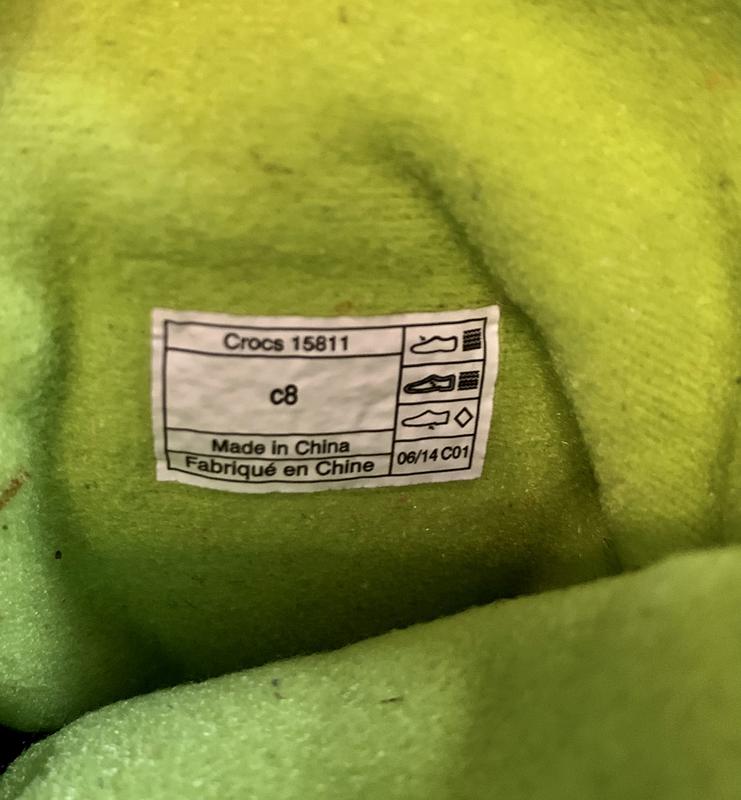 Crocs 15811
c8
Made in China
Fabriqué en Chine
06/14 C01